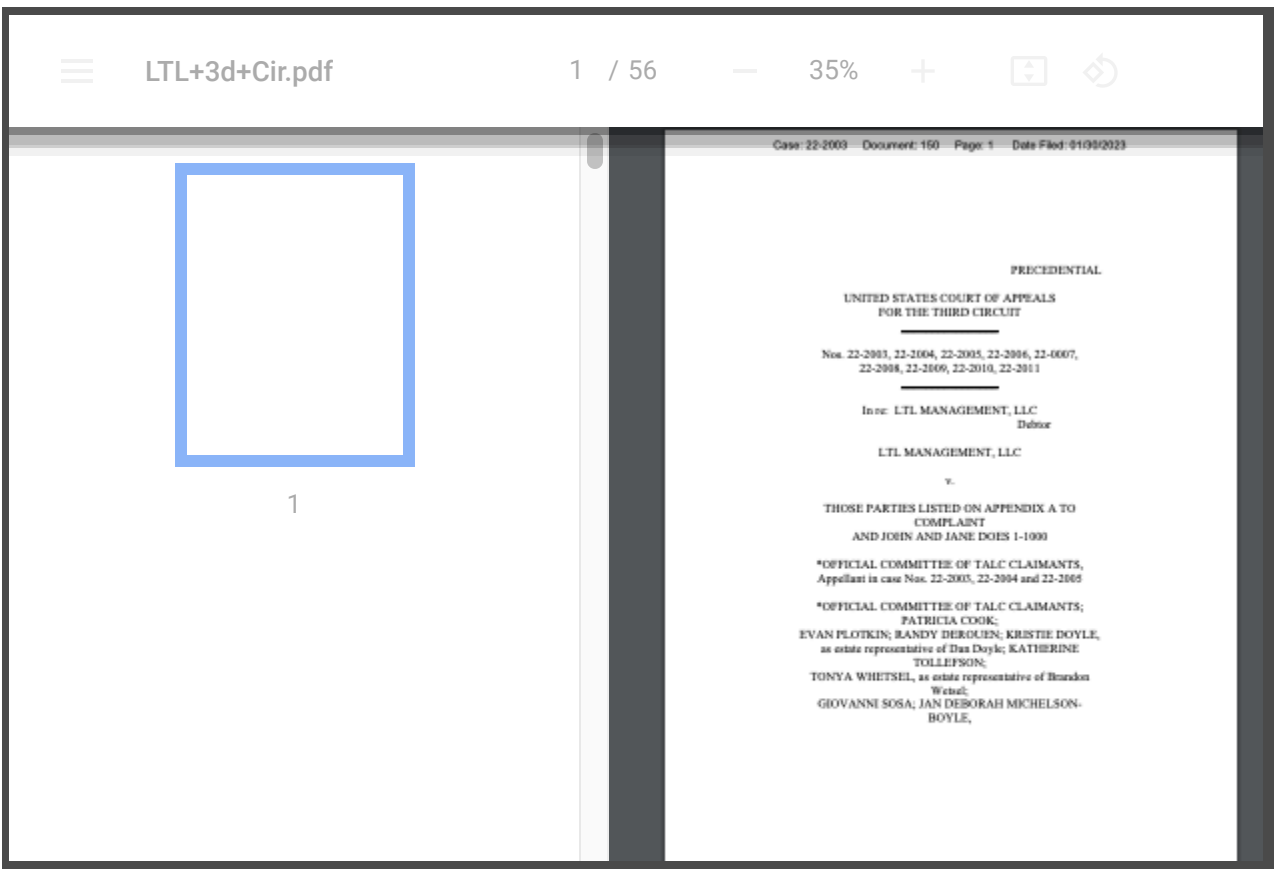 LTL+3d+Cir.pdf 1 / 56 35%
1
Case: 22-2003 Document: 150 Page: 1 Date Filed: 01/30/2023
PRECEDENTIAL
UNITED STATES COURT OF APPEALS
FOR THE THIRD CIRCUIT
Nos. 22-2003, 22-2004, 22-2005, 22-2006, 22-0007,
22-2008, 22-2009, 22-2010, 22-2011
In re: LTL MANAGEMENT, LLC
Debtor
LTL MANAGEMENT, LLC
v.
THOSE PARTIES LISTED ON APPENDIX A TO
COMPLAINT
AND JOHN AND JANE DOES 1-1000
*OFFICIAL COMMITTEE OF TALC CLAIMANTS,
Appellant in case Nos. 22-2003, 22-2004 and 22-2005
*OFFICIAL COMMITTEE OF TALC CLAIMANTS;
PATRICIA COOK;
EVAN PLOTKIN; RANDY DEROUEN; KRISTIE DOYLE,
as estate representative of Dan Doyle; KATHERINE
TOLLEFSON;
TONYA WHETSEL, as estate representative of Brandon
Wetsel;
GIOVANNI SOSA; JAN DEBORAH MICHELSON-
BOYLE,